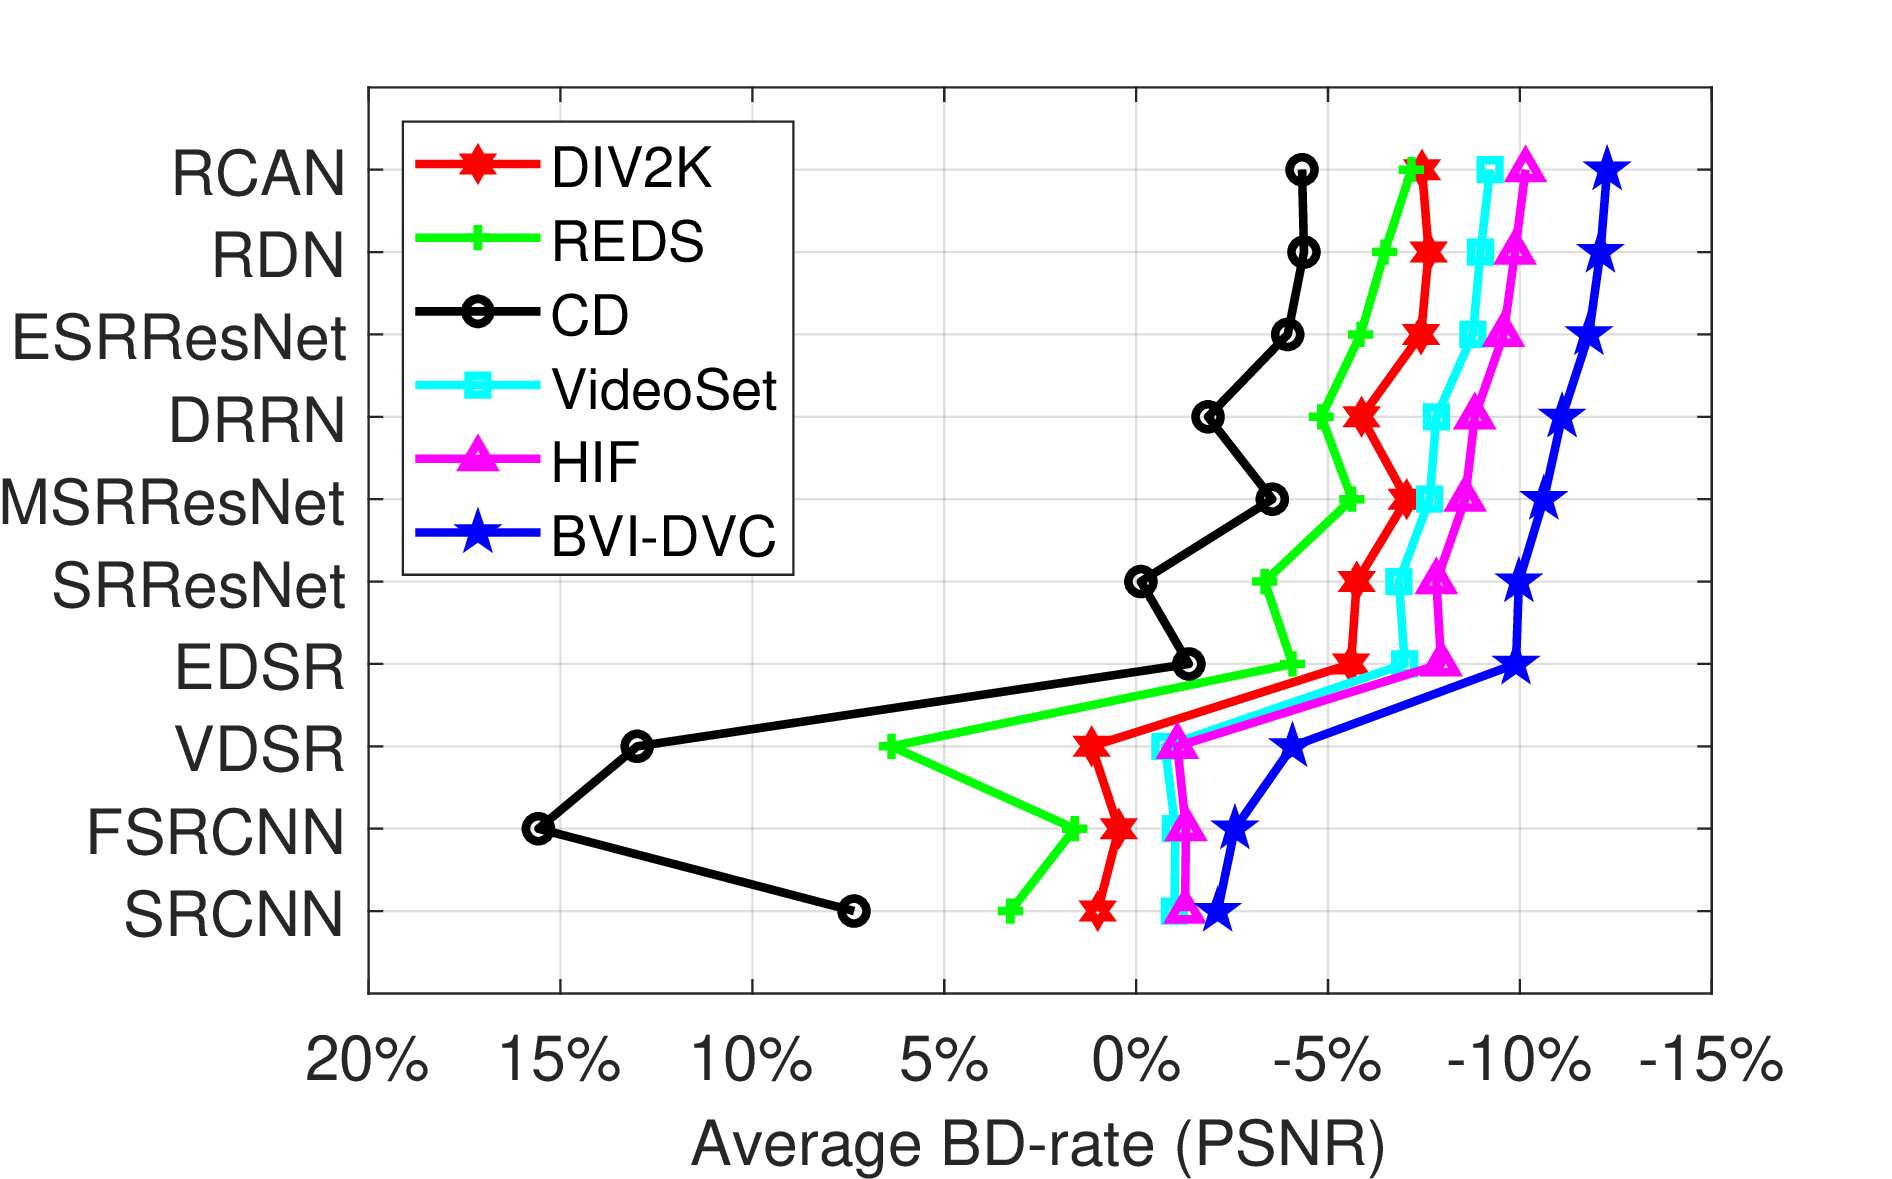 RCAN
RDN
ESRResNet
DRRN
MSRResNet
SRResNet
EDSR
VDSR
FSRCNN
SRCNN
DIV2K
REDS
CD
VideoSet
HIF
BVI-DVC
20% 15% 10% 5% 0% -5% -10% -15%
Average BD-rate (PSNR)